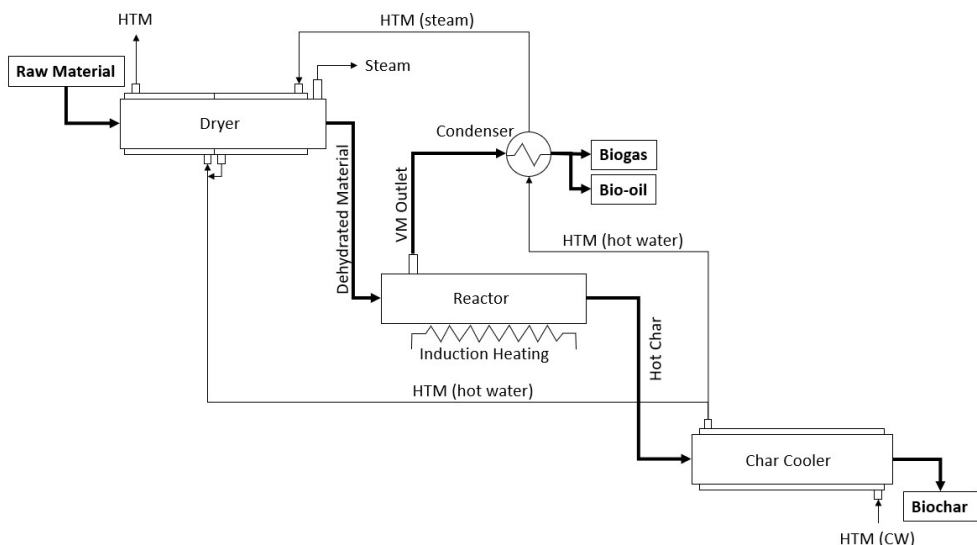 HTM
HTM (steam)
Raw Material
Steam
Dryer
Condenser
Biogas
Bio-oil
Dehydrated Material
VM Outlet
HTM (hot water)
Reactor
Induction Heating
Hot Char
HTM (hot water)
Char Cooler
Biochar
HTM (CW)